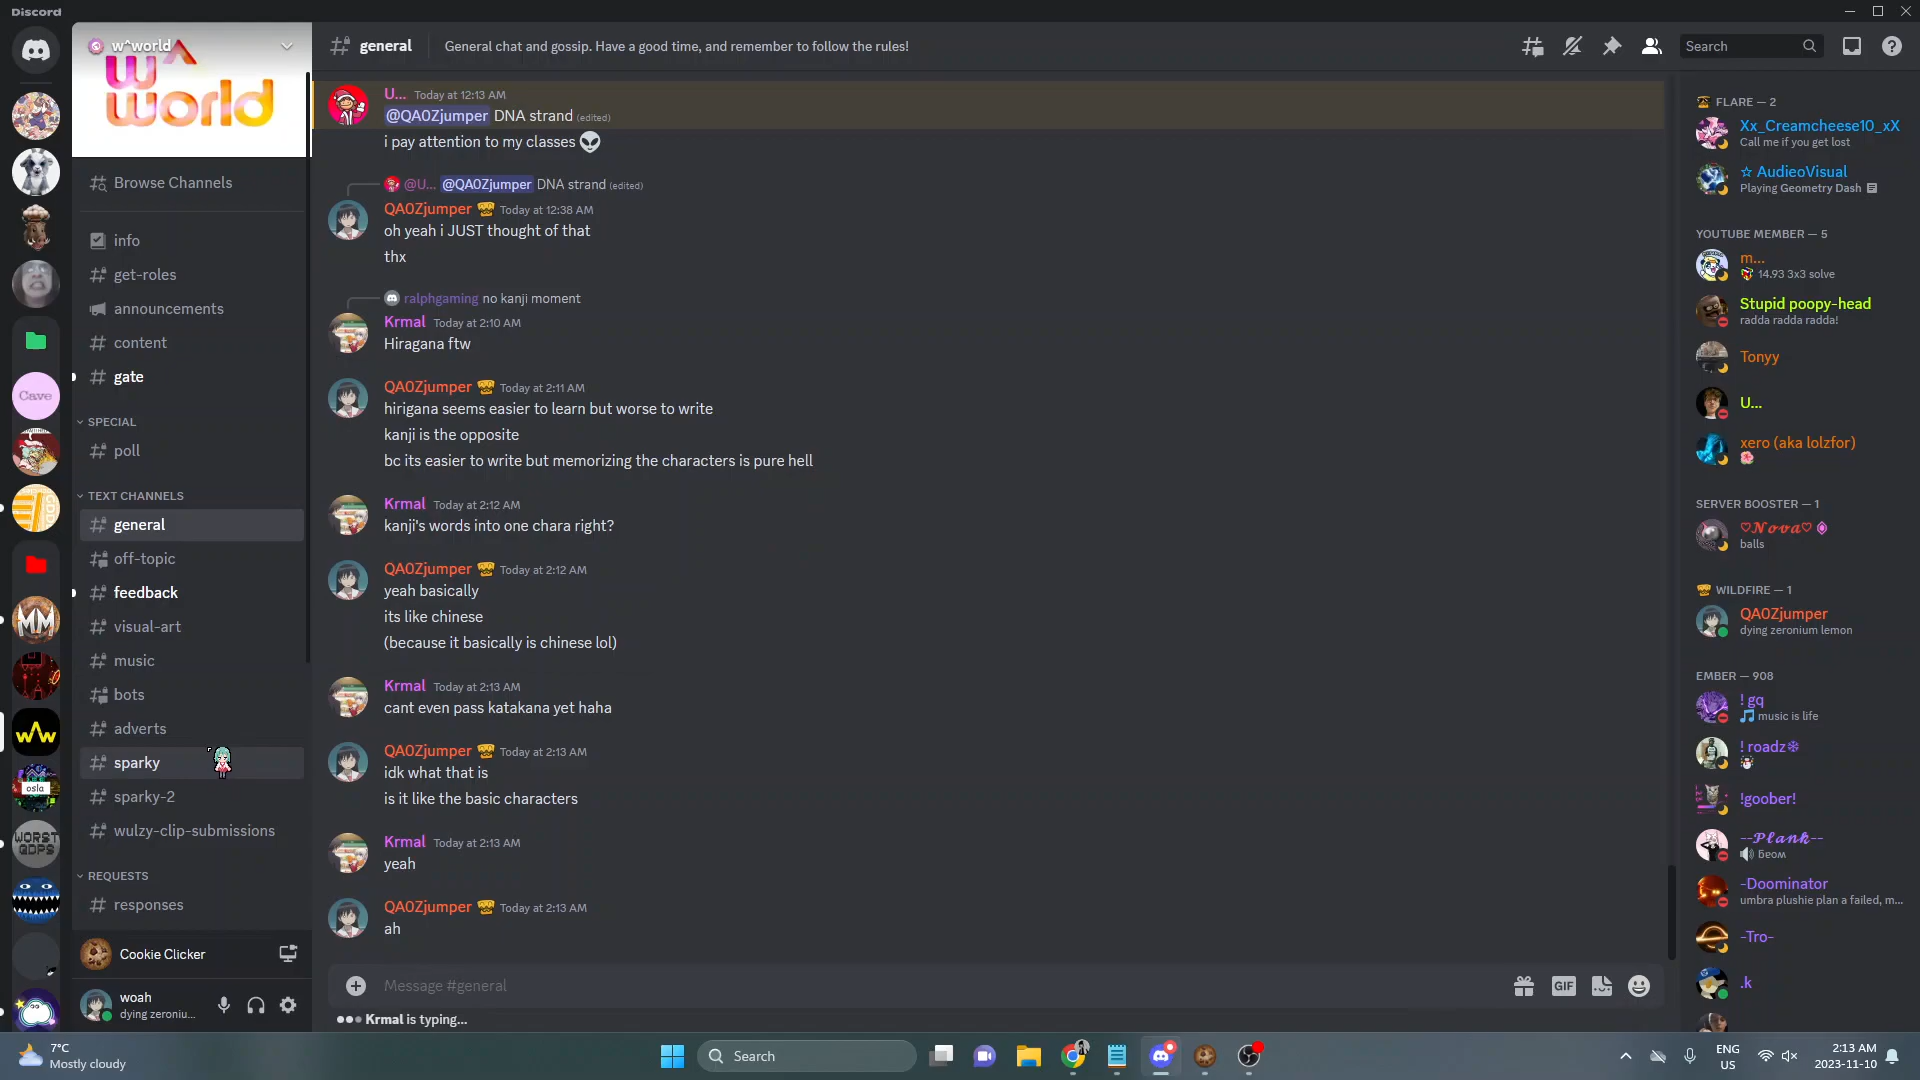 Discord
w^world
w^
world
Browse Channels
info
get-roles
announcements
content
gate
SPECIAL
poll
TEXT CHANNELS
general
off-topic
feedback
visual-art
music
bots
adverts
sparky
sparky-2
wulzy-clip-submissions
REQUESTS
responses
Cookie Clicker
woah
dying zeroniu...
Cave
osla
general
General chat and gossip. Have a good time, and remember to follow the rules!
Search
U... Today at 12:13 AM
@QA0Zjumper DNA strand (edited)
i pay attention to my classes
@U... @QA0Zjumper DNA strand (edited)
QA0Zjumper Today at 12:38 AM
oh yeah i JUST thought of that
thx
ralphgaming no kanji moment
Krmal Today at 2:10 AM
Hiragana ftw
QA0Zjumper Today at 2:11 AM
hirigana seems easier to learn but worse to write
kanji is the opposite
bc its easier to write but memorizing the characters is pure hell
Krmal Today at 2:12 AM
kanji's words into one chara right?
QA0Zjumper Today at 2:12 AM
yeah basically
its like chinese
(because it basically is chinese lol)
Krmal Today at 2:13 AM
cant even pass katakana yet haha
QA0Zjumper Today at 2:13 AM
idk what that is
is it like the basic characters
Krmal Today at 2:13 AM
yeah
QA0Zjumper Today at 2:13 AM
ah
Message #general
GIF
Krmal is typing...
FLARE — 2
Xx_Creamcheese10_xX
Call me if you get lost
☆ AudieoVisual
Playing Geometry Dash
YOUTUBE MEMBER — 5
m...
14.93 3x3 solve
Stupid poopy-head
radda radda radda!
Tonyy
U...
xero (aka lolzfor)
SERVER BOOSTER — 1
♡𝓝𝓸𝓿𝓪♡
balls
WILDFIRE — 1
QA0Zjumper
dying zeronium lemon
EMBER — 908
! gq
music is life
! roadz❄
!goober!
--𝓟𝓵𝓪𝓷𝓴--
беом
-Doominator
umbra plushie plan a failed, m...
-Tro-
.k
7°C
Mostly cloudy
Search
ENG
US
2:13 AM
2023-11-10